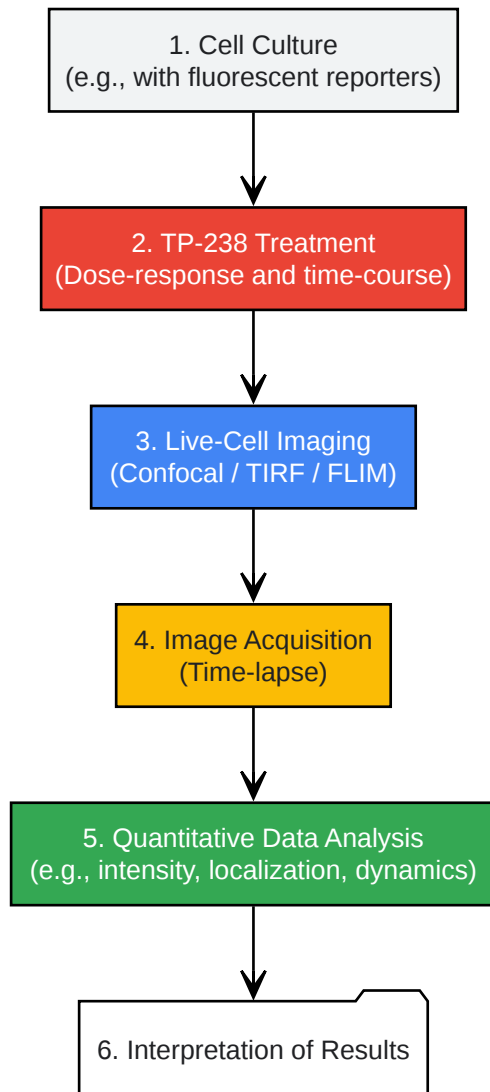 1. Cell Culture
(e.g., with fluorescent reporters)
2. TP-238 Treatment
(Dose-response and time-course)
3. Live-Cell Imaging
(Confocal / TIRF / FLIM)
4. Image Acquisition
(Time-lapse)
5. Quantitative Data Analysis
(e.g., intensity, localization, dynamics)
6. Interpretation of Results